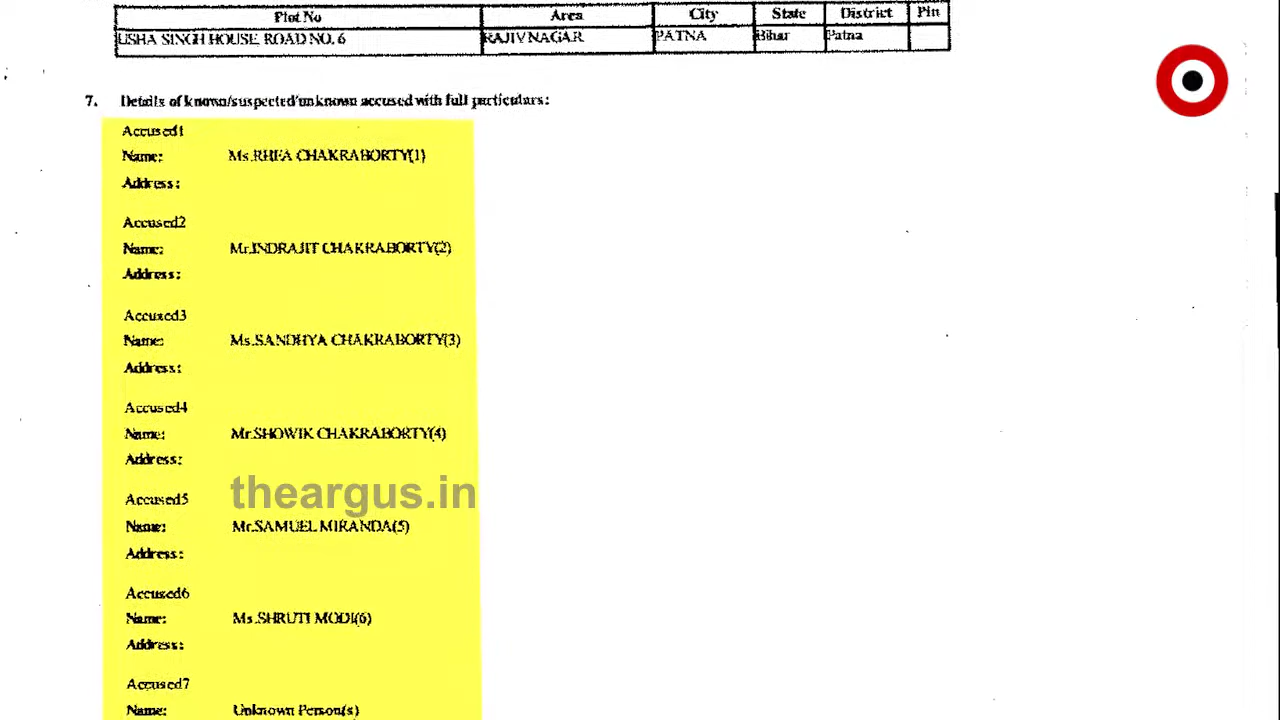 Plot No Area City State District Pin
USHA SINGH HOUSE, ROAD NO. 6 RAJIV NAGAR PATNA Bihar Patna
7. Details of known/suspected/unknown accused with full particulars:
Accused1
Name: Ms.RHEA CHAKRABORTY(1)
Address:
Accused2
Name: Mr.INDRAJIT CHAKRABORTY(2)
Address:
Accused3
Name: Ms.SANDHYA CHAKRABORTY(3)
Address:
Accused4
Name: Mr.SHOWIK CHAKRABORTY(4)
Address:
theargus.in
Accused5
Name: Mr.SAMUEL MIRANDA(5)
Address:
Accused6
Name: Ms.SHRUTI MODI(6)
Address:
Accused7
Name: Unknown Person(s)